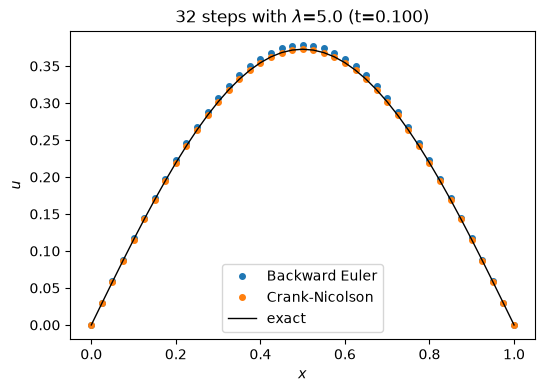 32 steps with λ=5.0 (t=0.100)
u
0.35
0.30
0.25
0.20
0.15
0.10
0.05
0.00
Backward Euler
Crank-Nicolson
exact
0.0 0.2 0.4 0.6 0.8 1.0
x